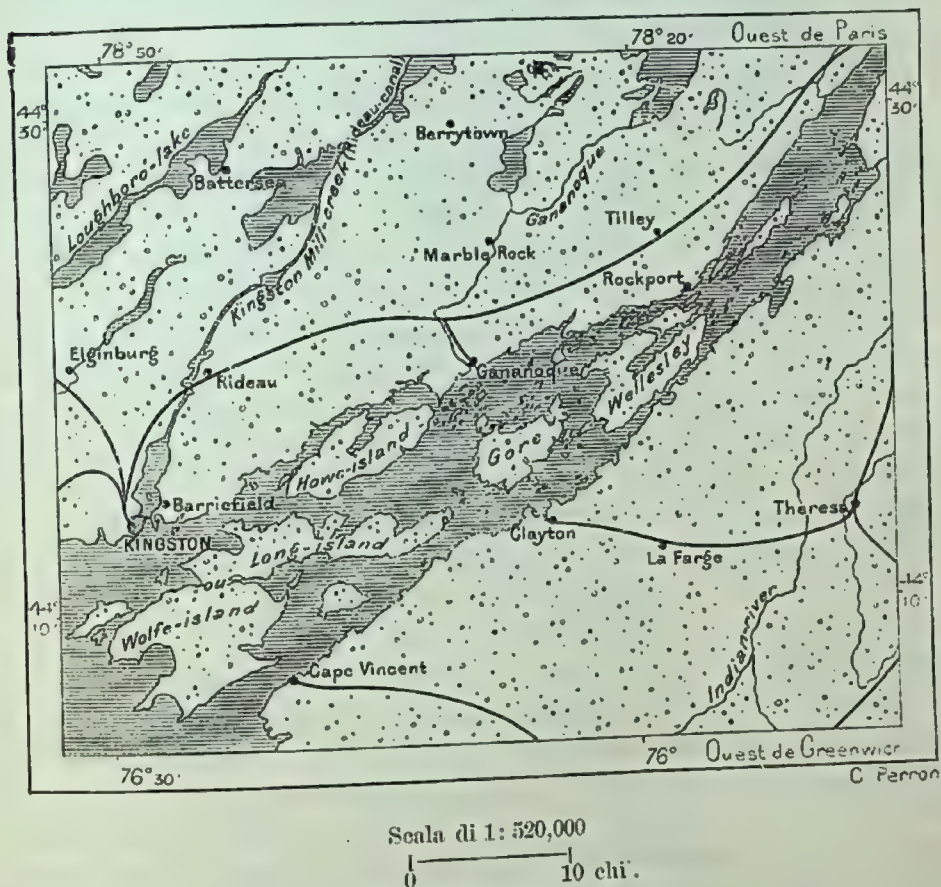 78° 50'
78° 20'
Ouest de Paris
44° 30'
44° 30'
Loughboro-lake
Battersea
Kingston Mill-creek (Rideau canal)
Berrytown
Gananoque
Tilley
Marble Rock
Rockport
Elginburg
Rideau
Gananoque
Wellesley
Howe-island
Gore
Barriefield
KINGSTON
Clayton
Theresa
La Farge
Long-island
ou
Wolfe-island
44° 10'
44° 10'
Indian-river
Cape Vincent
76° 30'
76°
Ouest de Greenwich
C Perron
Scala di 1: 520,000
0 10 chil.